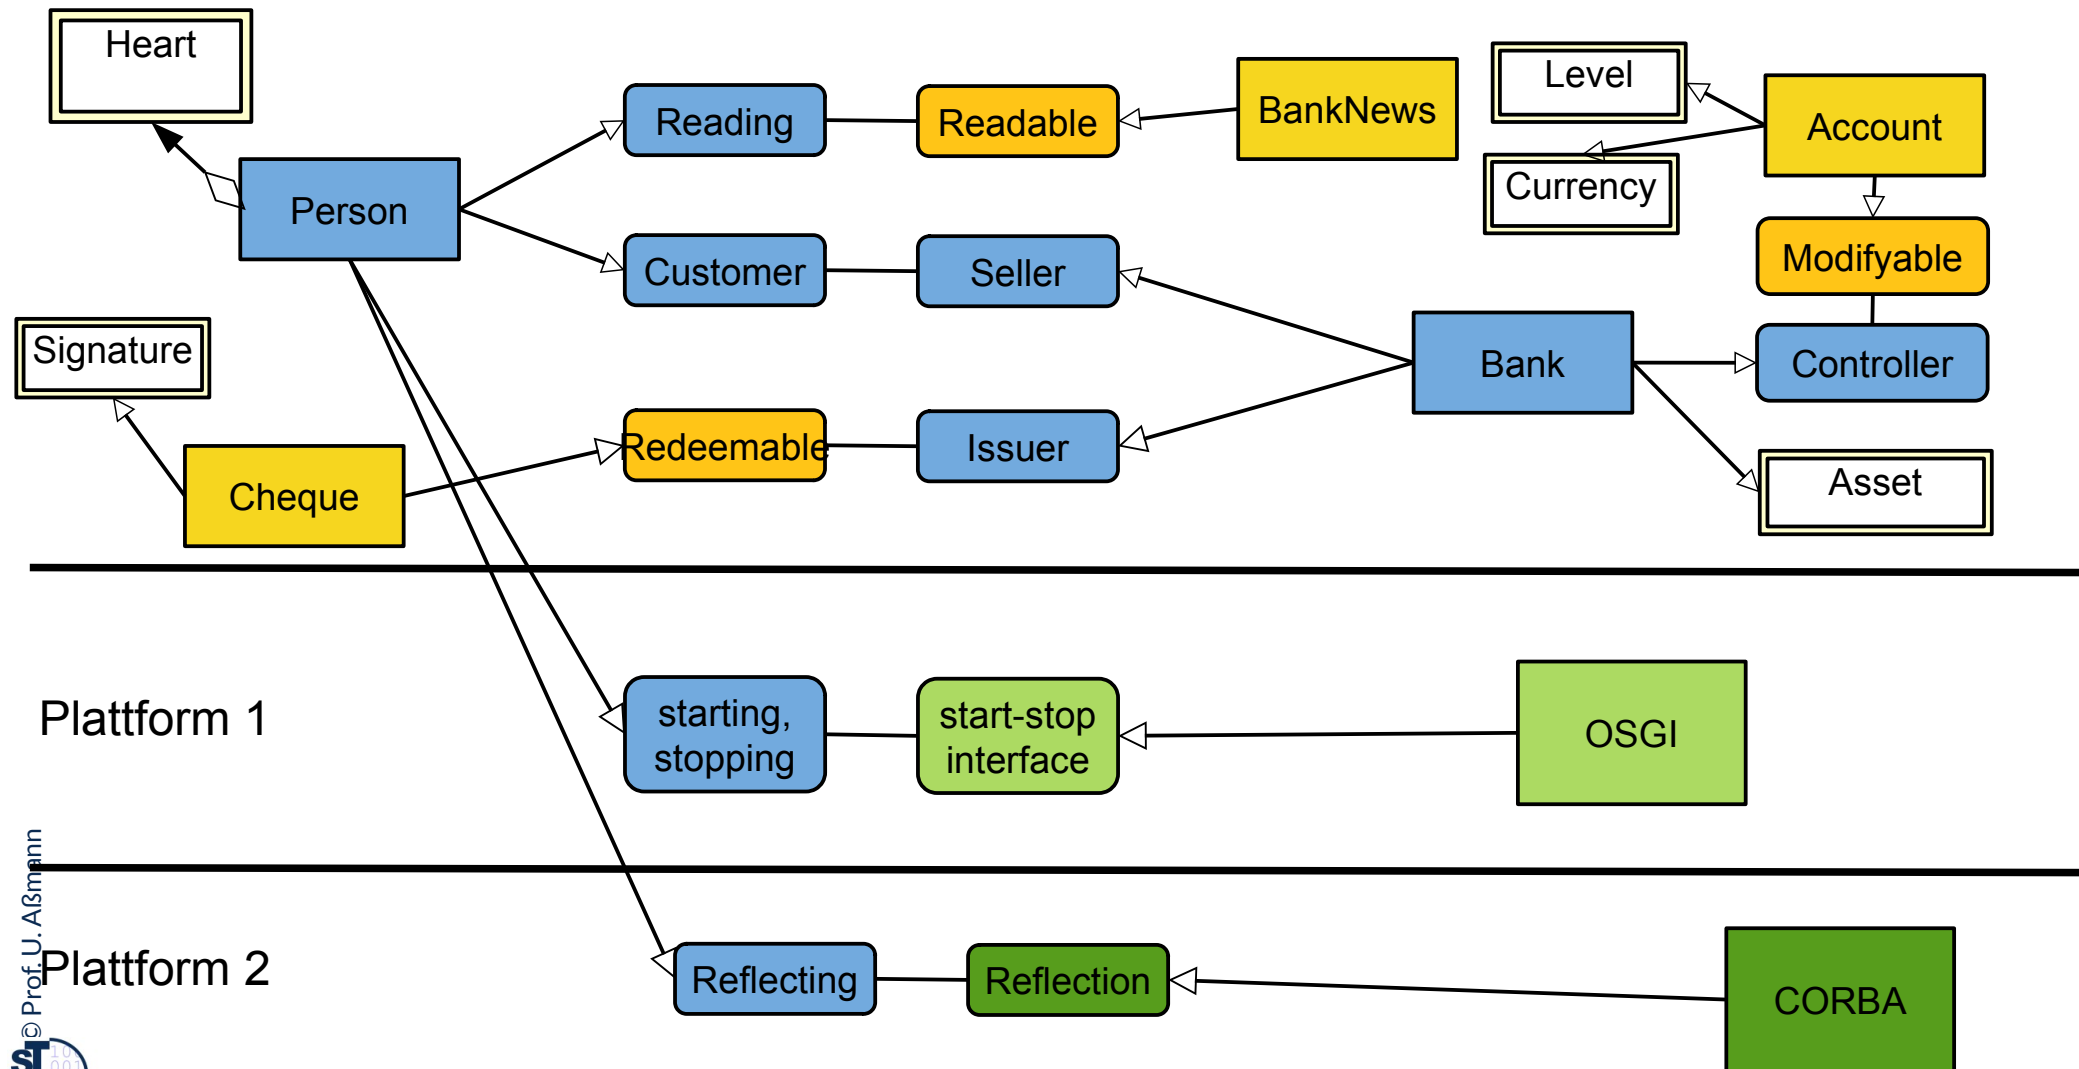 Heart
Level
Reading
Readable
BankNews
Account
Currency
Person
Customer
Seller
Modifyable
Signature
Bank
Controller
Redeemable
Issuer
Asset
Cheque
Plattform 1
starting,
stopping
start-stop
interface
OSGI
© Prof. U. Aßmann
Plattform 2
Reflecting
Reflection
CORBA
ST